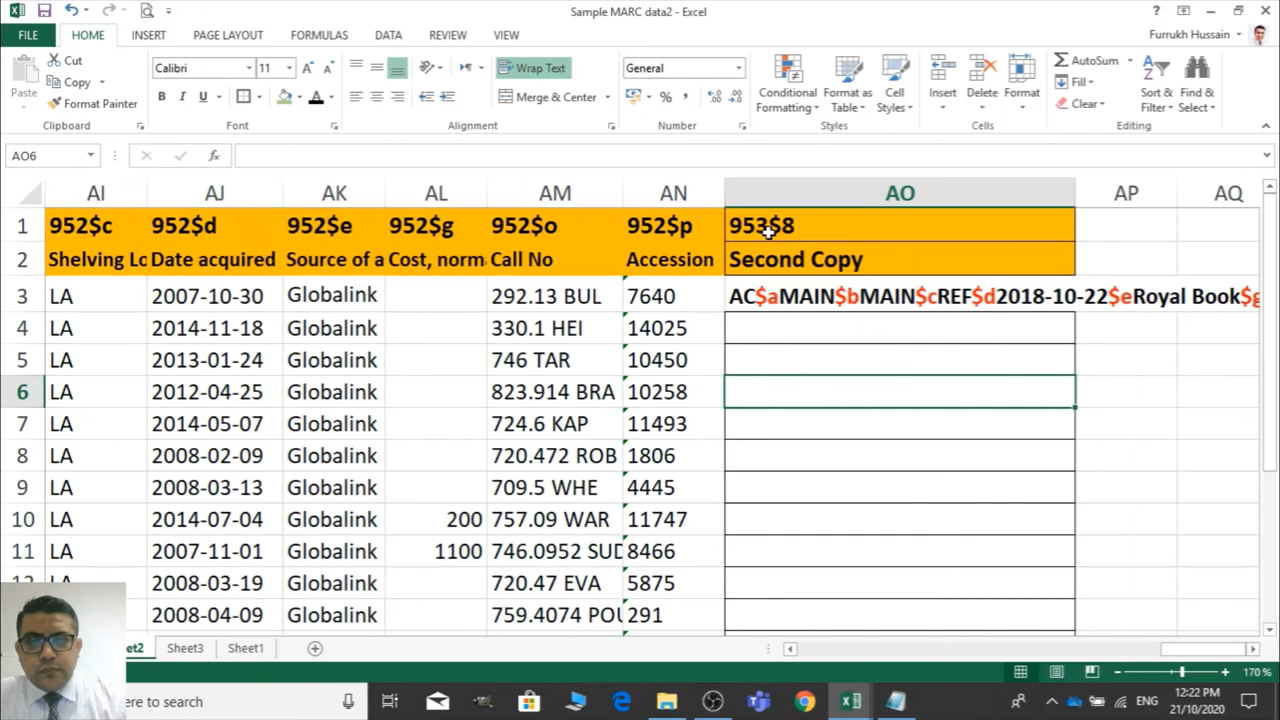 Sample MARC data2 - Excel
?
FILE HOME INSERT PAGE LAYOUT FORMULAS DATA REVIEW VIEW
Furrukh Hussain
Paste
Cut
Copy
Format Painter
Clipboard
Calibri 11
B I U
A
Font
Wrap Text
Merge & Center
Alignment
General
% ,
Number
Conditional Formatting
Format as Table
Cell Styles
Styles
Insert Delete Format
Cells
AutoSum
Fill
Clear
Sort & Filter
Find & Select
Editing
AO6 fx
AI AJ AK AL AM AN AO AP AQ
1 952$c 952$d 952$e 952$g 952$o 952$p 953$8
2 Shelving Lo Date acquired Source of a Cost, norm Call No Accession Second Copy
3 LA 2007-10-30 Globalink 292.13 BUL 7640 AC$aMAIN$bMAIN$cREF$d2018-10-22$eRoyal Book$g
4 LA 2014-11-18 Globalink 330.1 HEI 14025
5 LA 2013-01-24 Globalink 746 TAR 10450
6 LA 2012-04-25 Globalink 823.914 BRA 10258
7 LA 2014-05-07 Globalink 724.6 KAP 11493
8 LA 2008-02-09 Globalink 720.472 ROB 1806
9 LA 2008-03-13 Globalink 709.5 WHE 4445
10 LA 2014-07-04 Globalink 200 757.09 WAR 11747
11 LA 2007-11-01 Globalink 1100 746.0952 SUD 8466
LA 2008-03-19 Globalink 720.47 EVA 5875
2008-04-09 Globalink 759.4074 POU 291
eet2 Sheet3 Sheet1
170 %
here to search
ENG
12:22 PM
21/10/2020